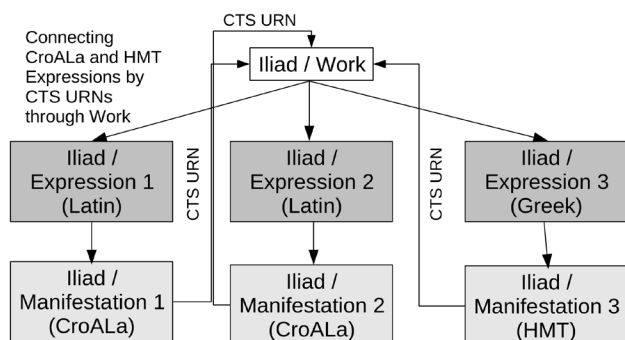 CTS URN
Connecting
CroALa and HMT
Expressions by
CTS URNs
through Work
Iliad / Work
Iliad /
Expression 1
(Latin)
CTS URN
Iliad /
Expression 2
(Latin)
CTS URN
Iliad /
Expression 3
(Greek)
Iliad /
Manifestation 1
(CroALa)
Iliad /
Manifestation 2
(CroALa)
Iliad /
Manifestation 3
(HMT)